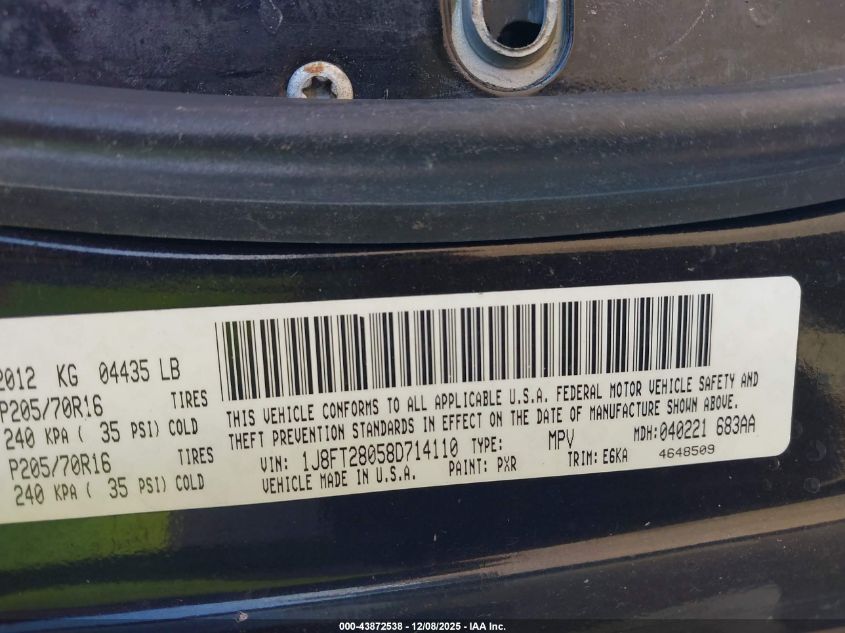 2012 KG 04435 LB
P205/70R16 TIRES
240 KPA ( 35 PSI) COLD
P205/70R16 TIRES
240 KPA ( 35 PSI) COLD
THIS VEHICLE CONFORMS TO ALL APPLICABLE U.S.A. FEDERAL MOTOR VEHICLE SAFETY AND
THEFT PREVENTION STANDARDS IN EFFECT ON THE DATE OF MANUFACTURE SHOWN ABOVE.
VIN: 1J8FT28058D714110 TYPE: MPV MDH:040221 683AA
VEHICLE MADE IN U.S.A. PAINT: PXR TRIM: E6KA 4648509
000-43872538 - 12/08/2025 - IAA Inc.